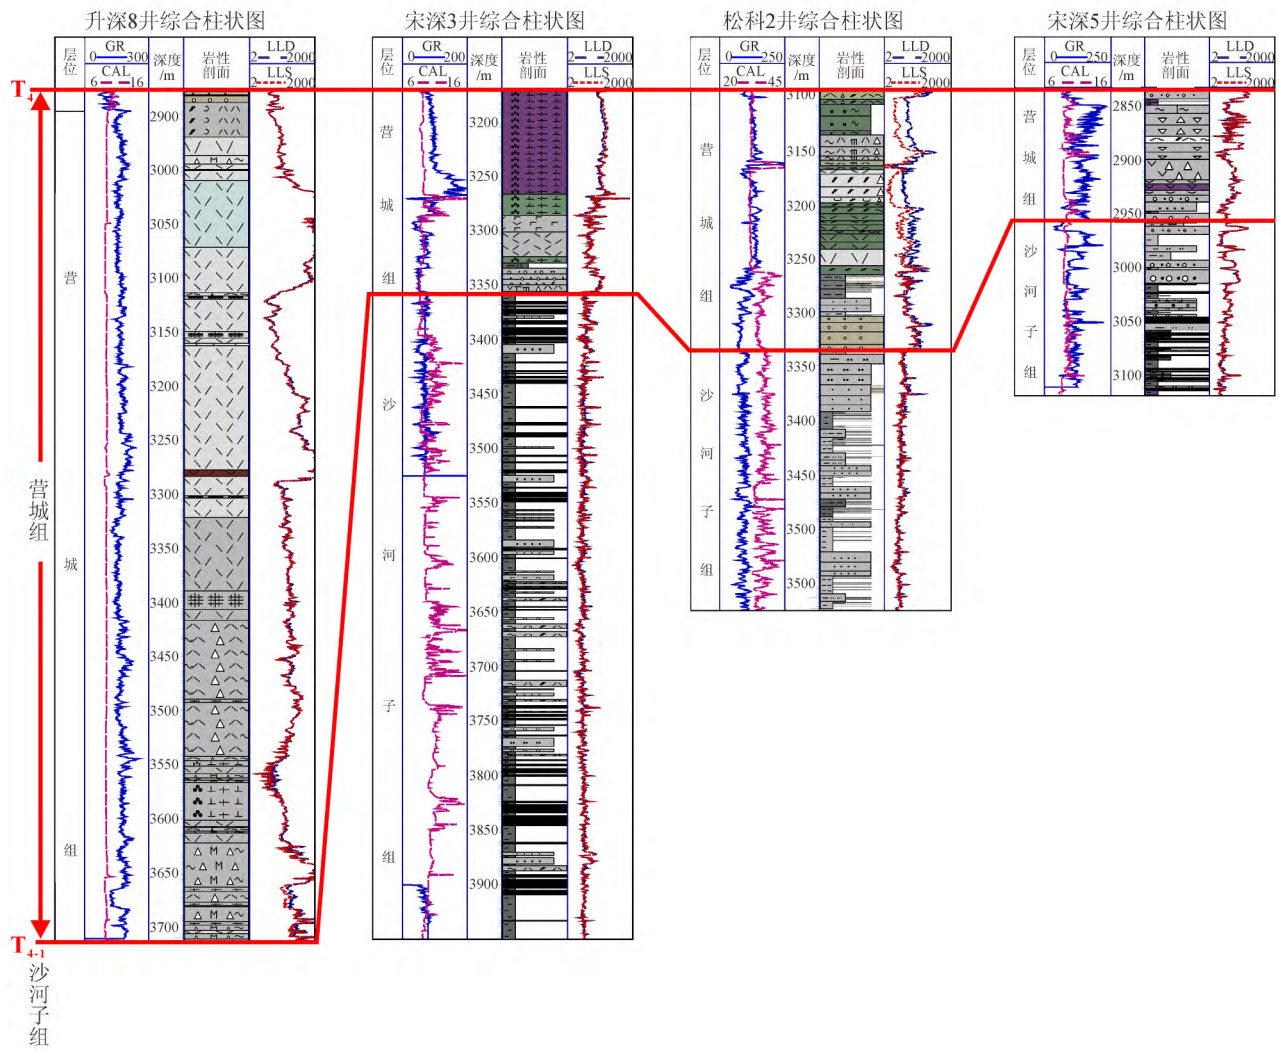 升深8井综合柱状图
宋深3井综合柱状图
松科2井综合柱状图
宋深5井综合柱状图
层位
GR
0 300
CAL
6 16
深度
/m
岩性
剖面
LLD
2 2000
LLS
2 2000
层位
GR
0 200
CAL
6 16
深度
/m
岩性
剖面
LLD
2 2000
LLS
2 2000
层位
GR
0 250
CAL
20 45
深度
/m
岩性
剖面
LLD
2 2000
LLS
2 2000
层位
GR
0 250
CAL
6 16
深度
/m
岩性
剖面
LLD
2 2000
LLS
2 2000
T4
营城组
T4-1
沙河子组
营城组
2900
3000
3050
3100
3150
3200
3250
3300
3350
3400
3450
3500
3550
3600
3650
3700
营城组
沙河子组
3200
3250
3300
3350
3400
3450
3500
3550
3600
3650
3700
3750
3800
3850
3900
营城组
沙河子组
3100
3150
3200
3250
3300
3350
3400
3450
3500
3500
营城组
沙河子组
2850
2900
2950
3000
3050
3100